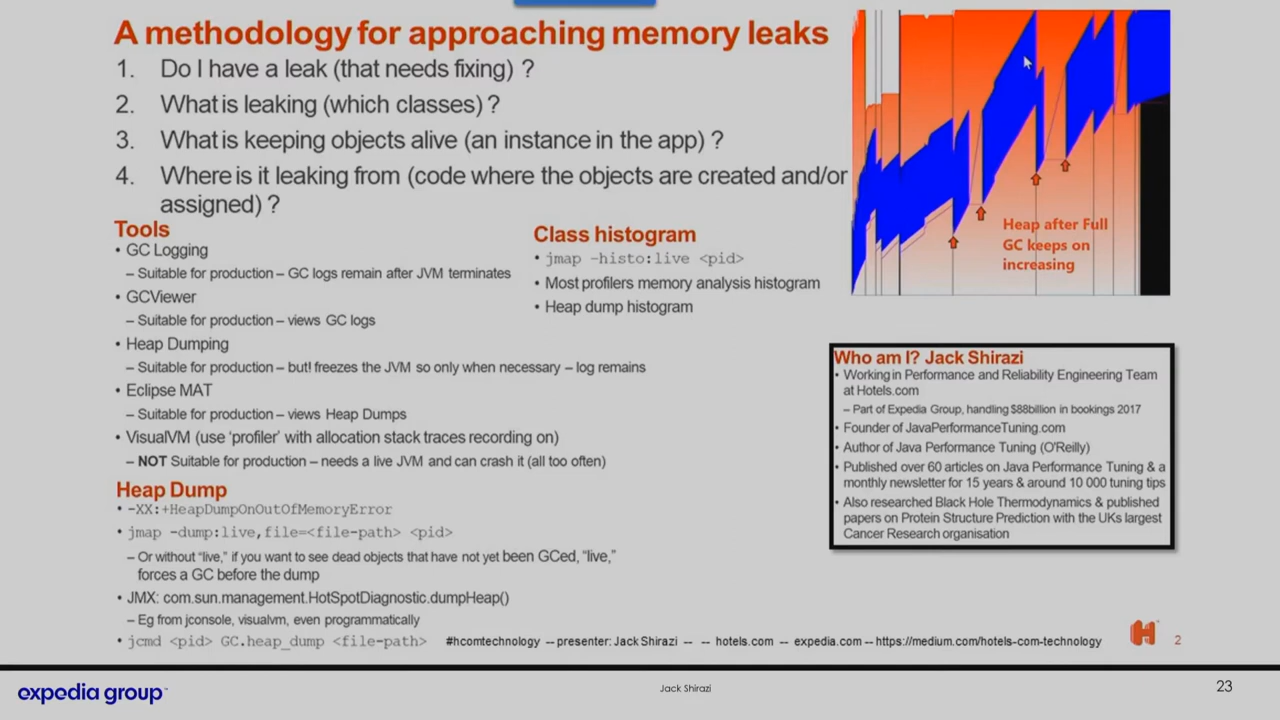 A methodology for approaching memory leaks
1. Do I have a leak (that needs fixing) ?
2. What is leaking (which classes) ?
3. What is keeping objects alive (an instance in the app) ?
4. Where is it leaking from (code where the objects are created and/or
assigned) ?
Tools
• GC Logging
– Suitable for production – GC logs remain after JVM terminates
• GCViewer
– Suitable for production – views GC logs
• Heap Dumping
– Suitable for production – but! freezes the JVM so only when necessary – log remains
• Eclipse MAT
– Suitable for production – views Heap Dumps
• VisualVM (use ‘profiler’ with allocation stack traces recording on)
– NOT Suitable for production – needs a live JVM and can crash it (all too often)
Class histogram
• jmap –histo:live <pid>
• Most profilers memory analysis histogram
• Heap dump histogram
Heap Dump
• -XX:+HeapDumpOnOutOfMemoryError
• jmap -dump:live,file=<file-path> <pid>
– Or without “live,” if you want to see dead objects that have not yet been GCed, “live,”
forces a GC before the dump
• JMX: com.sun.management.HotSpotDiagnostic.dumpHeap()
– Eg from jconsole, visualvm, even programmatically
• jcmd <pid> GC.heap_dump <file-path>
Heap after Full
GC keeps on
increasing
Who am I? Jack Shirazi
• Working in Performance and Reliability Engineering Team
at Hotels.com
– Part of Expedia Group, handling $88billion in bookings 2017
• Founder of JavaPerformanceTuning.com
• Author of Java Performance Tuning (O'Reilly)
• Published over 60 articles on Java Performance Tuning & a
monthly newsletter for 15 years & around 10 000 tuning tips
• Also researched Black Hole Thermodynamics & published
papers on Protein Structure Prediction with the UKs largest
Cancer Research organisation
#hcomtechnology -- presenter: Jack Shirazi -- -- hotels.com -- expedia.com -- https://medium.com/hotels-com-technology
2
expedia group™
Jack Shirazi
23